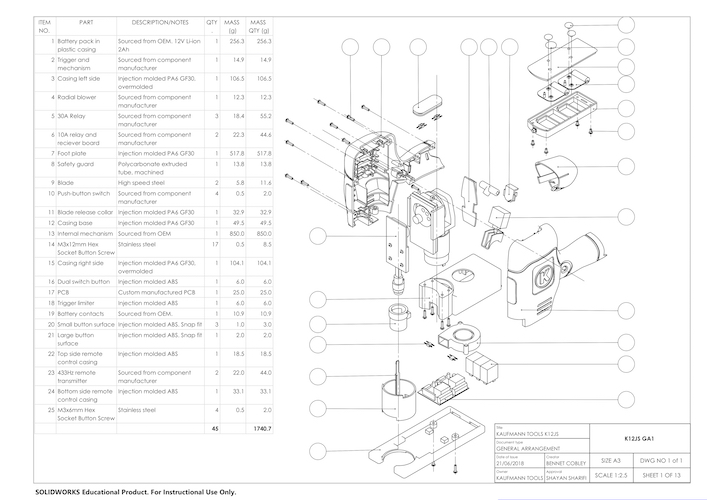 ITEM NO. PART DESCRIPTION/NOTES QTY. MASS (g) MASS QTY (g)
1 Battery pack in plastic casing Sourced from OEM. 12V Li-ion 2Ah 1 256.3 256.3
2 Trigger and mechanism Sourced from component manufacturer 1 14.9 14.9
3 Casing left side Injection molded PA6 GF30, overmolded 1 106.5 106.5
4 Radial blower Sourced from component manufacturer 1 12.3 12.3
5 30A Relay Sourced from component manufacturer 3 18.4 55.2
6 10A relay and reciever board Sourced from component manufacturer 2 22.3 44.6
7 Foot plate Injection molded PA6 GF30 1 517.8 517.8
8 Safety guard Polycarbonate extruded tube, machined 1 13.8 13.8
9 Blade High speed steel 2 5.8 11.6
10 Push-button switch Sourced from component manufacturer 4 0.5 2.0
11 Blade release collar Injection molded PA6 GF30 1 32.9 32.9
12 Casing base Injection molded PA6 GF30 1 49.5 49.5
13 Internal mechanism Sourced from OEM 1 850.0 850.0
14 M3x12mm Hex Socket Button Screw Stainless steel 17 0.5 8.5
15 Casing right side Injection molded PA6 GF30, overmolded 1 104.1 104.1
16 Dual switch button Injection molded ABS 1 6.0 6.0
17 PCB Custom manufactured PCB 1 25.0 25.0
18 Trigger limiter Injection molded ABS 1 6.0 6.0
19 Battery contacts Sourced from OEM. 1 10.9 10.9
20 Small button surface Injection molded ABS. Snap fit 3 1.0 3.0
21 Large button surface Injection molded ABS. Snap fit 1 2.0 2.0
22 Top side remote control casing Injection molded ABS 1 18.5 18.5
23 433Hz remote transmitter Sourced from component manufacturer 2 22.0 44.0
24 Bottom side remote control casing Injection molded ABS 1 33.1 33.1
25 M3x6mm Hex Socket Button Screw Stainless steel 4 0.5 2.0
45 1740.7
K
Title
KAUFMANN TOOLS K12JS
Document type
GENERAL ARRANGEMENT
K12JS GA1
Date of issue
21/06/2018
Creator
BENNET COBLEY
SIZE A3
DWG NO 1 of 1
Owner
KAUFMANN TOOLS
Approval
SHAYAN SHARIFI
SCALE 1:2.5
SHEET 1 OF 13
SOLIDWORKS Educational Product. For Instructional Use Only.